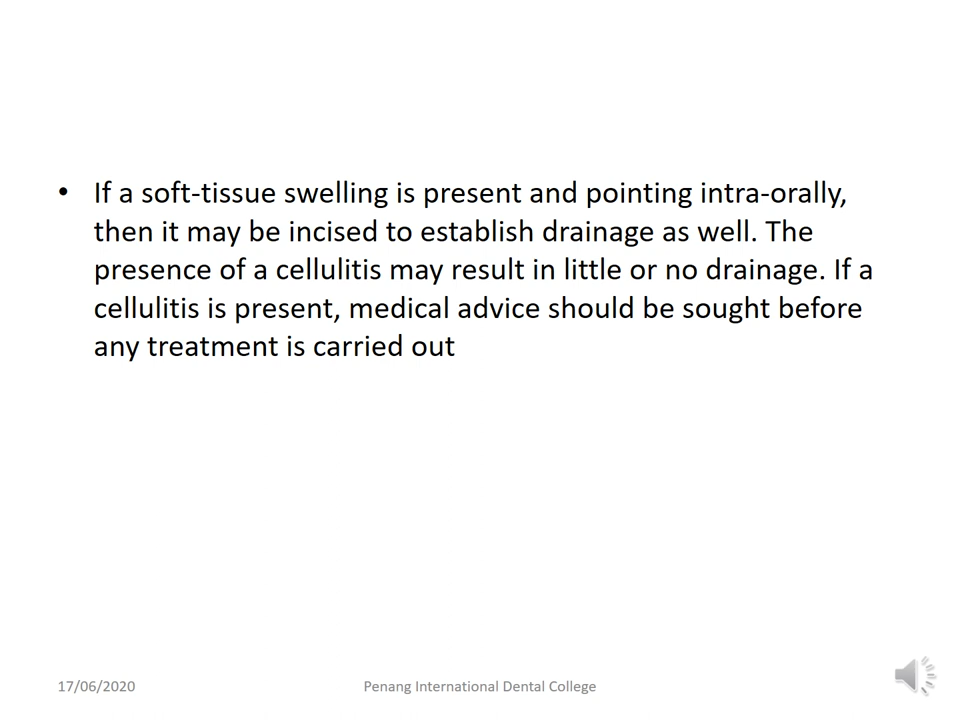 • If a soft-tissue swelling is present and pointing intra-orally,
then it may be incised to establish drainage as well. The
presence of a cellulitis may result in little or no drainage. If a
cellulitis is present, medical advice should be sought before
any treatment is carried out
17/06/2020
Penang International Dental College